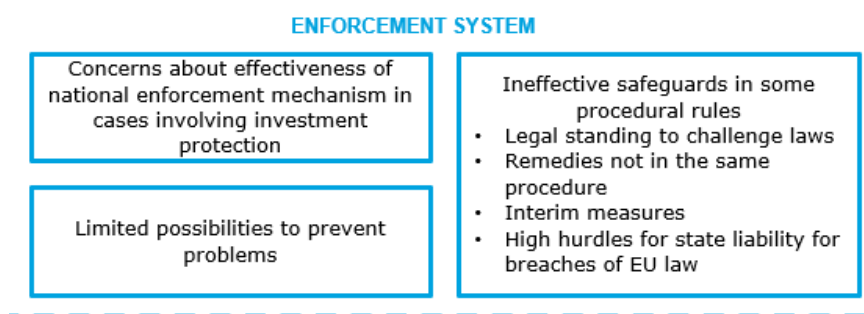 ENFORCEMENT SYSTEM
Concerns about effectiveness of
national enforcement mechanism in
cases involving investment
protection
Limited possibilities to prevent
problems
Ineffective safeguards in some
procedural rules
• Legal standing to challenge laws
• Remedies not in the same
procedure
• Interim measures
• High hurdles for state liability for
breaches of EU law